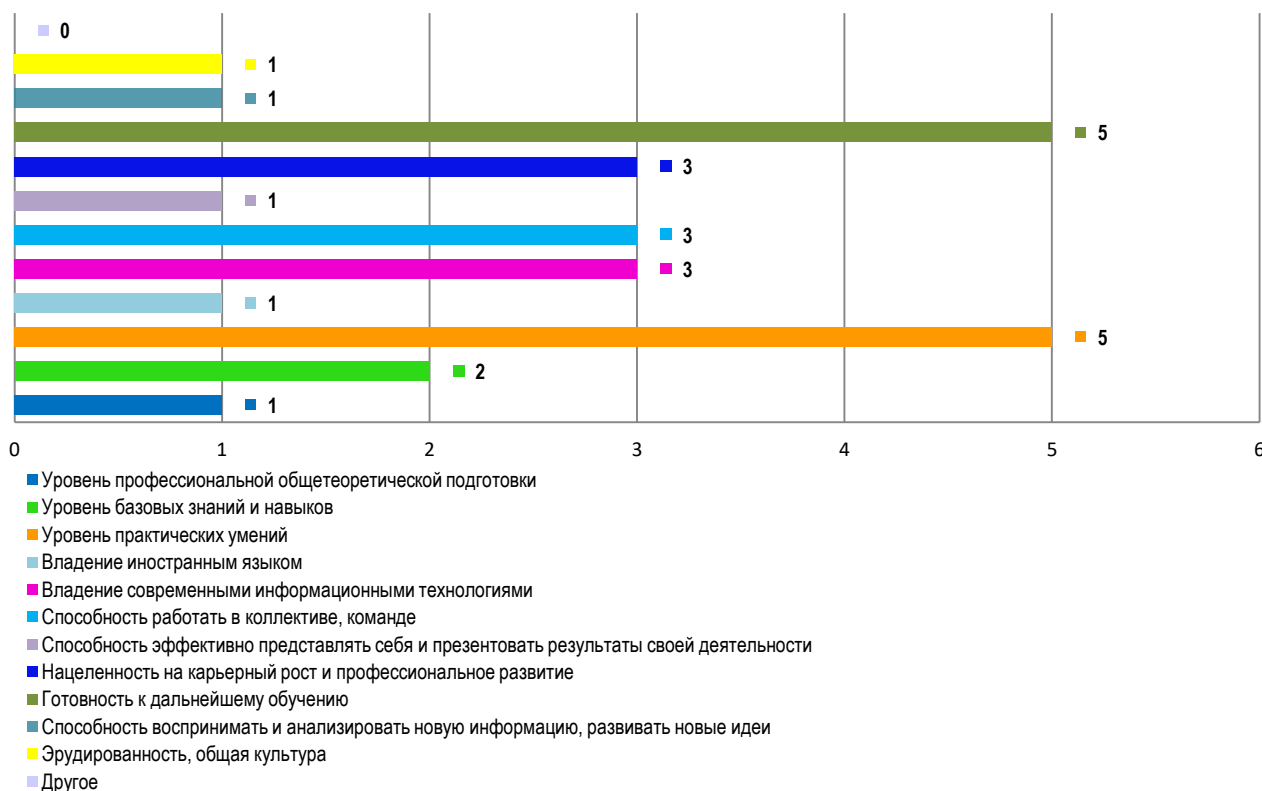 0
1
1
5
3
1
3
3
1
5
2
1
0 1 2 3 4 5 6
Уровень профессиональной общетеоретической подготовки
Уровень базовых знаний и навыков
Уровень практических умений
Владение иностранным языком
Владение современными информационными технологиями
Способность работать в коллективе, команде
Способность эффективно представлять себя и презентовать результаты своей деятельности
Нацеленность на карьерный рост и профессиональное развитие
Готовность к дальнейшему обучению
Способность воспринимать и анализировать новую информацию, развивать новые идеи
Эрудированность, общая культура
Другое